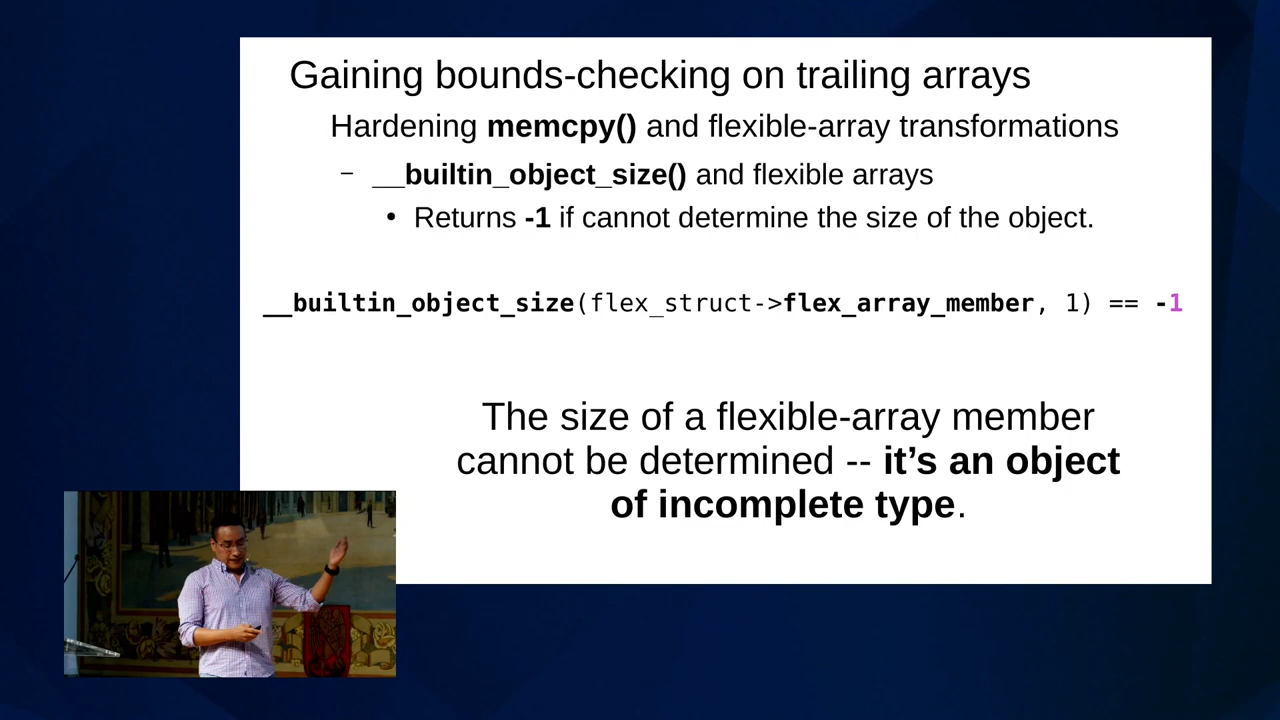 Gaining bounds-checking on trailing arrays
Hardening memcpy() and flexible-array transformations
– __builtin_object_size() and flexible arrays
• Returns -1 if cannot determine the size of the object.
__builtin_object_size(flex_struct->flex_array_member, 1) == -1
The size of a flexible-array member
cannot be determined -- it’s an object
of incomplete type.